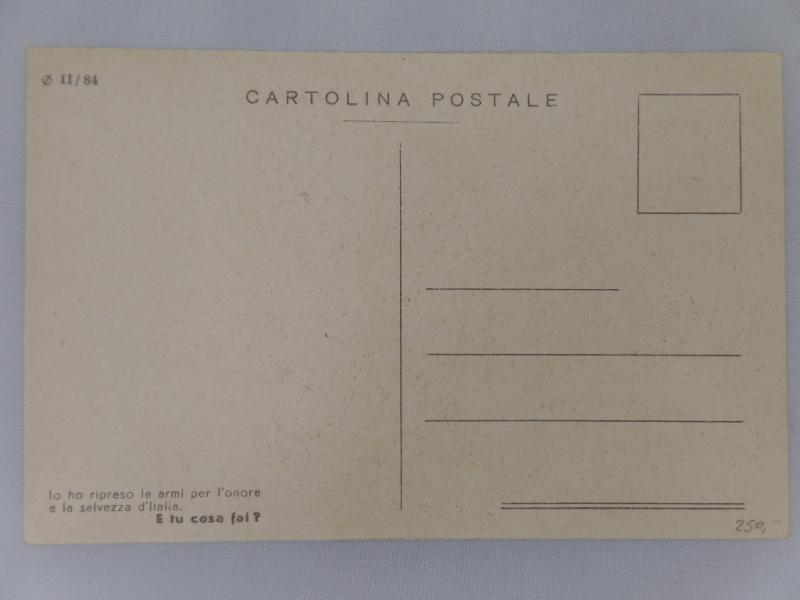 Ø II/84
CARTOLINA POSTALE
Io ho ripreso le armi per l'onore
e la salvezza d'Italia.
E tu cosa fai?
250,-